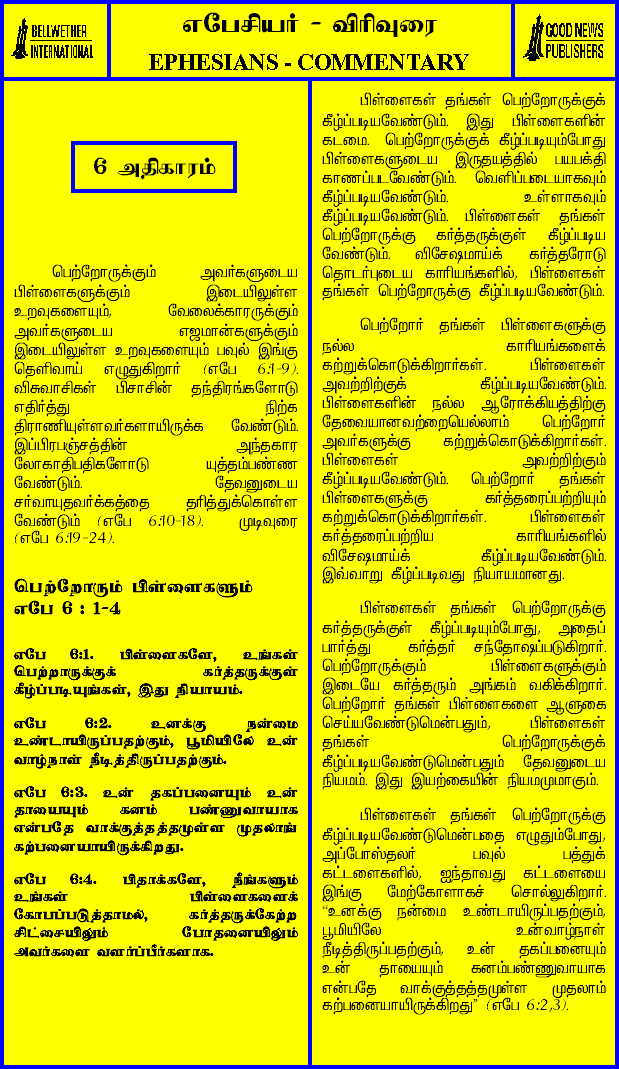 BELLWETHER
INTERNATIONAL
எபேசியர் - விரிவுரை
EPHESIANS - COMMENTARY
GOOD NEWS
PUBLISHERS
6 அதிகாரம்
பெற்றோருக்கும் அவர்களுடைய
பிள்ளைகளுக்கும் இடையிலுள்ள
உறவுகளையும், வேலைக்காரருக்கும்
அவர்களுடைய எஜமான்களுக்கும்
இடையிலுள்ள உறவுகளையும் பவுல் இங்கு
தெளிவாய் எழுதுகிறார் (எபே 6:1-9).
விசுவாசிகள் பிசாசின் தந்திரங்களோடு
எதிர்த்து நிற்க
திராணியுள்ளவர்களாயிருக்க வேண்டும்.
இப்பிரபஞ்சத்தின் அந்தகார
லோகாதிபதிகளோடு யுத்தம்பண்ண
வேண்டும். தேவனுடைய
சர்வாயுதவர்க்கத்தை தரித்துக்கொள்ள
வேண்டும் (எபே 6:10-18). முடிவுரை
(எபே 6:19-24).
பெற்றோரும் பிள்ளைகளும்
எபே 6 : 1-4
எபே 6:1. பிள்ளைகளே, உங்கள்
பெற்றாருக்குக் கர்த்தருக்குள்
கீழ்ப்படியுங்கள், இது நியாயம்.
எபே 6:2. உனக்கு நன்மை
உண்டாயிருப்பதற்கும், பூமியிலே உன்
வாழ்நாள் நீடித்திருப்பதற்கும்.
எபே 6:3. உன் தகப்பனையும் உன்
தாயையும் கனம் பண்ணுவாயாக
என்பதே வாக்குத்தத்தமுள்ள முதலாங்
கற்பனையாயிருக்கிறது.
எபே 6:4. பிதாக்களே, நீங்களும்
உங்கள் பிள்ளைகளைக்
கோபப்படுத்தாமல், கர்த்தருக்கேற்ற
சிட்சையிலும் போதனையிலும்
அவர்களை வளர்ப்பீர்களாக.
பிள்ளைகள் தங்கள் பெற்றோருக்குக்
கீழ்ப்படியவேண்டும். இது பிள்ளைகளின்
கடமை. பெற்றோருக்குக் கீழ்ப்படியும்போது
பிள்ளைகளுடைய இருதயத்தில் பயபக்தி
காணப்படவேண்டும். வெளிப்படையாகவும்
கீழ்ப்படியவேண்டும். உள்ளாகவும்
கீழ்ப்படியவேண்டும். பிள்ளைகள் தங்கள்
பெற்றோருக்கு கர்த்தருக்குள் கீழ்ப்படிய
வேண்டும். விசேஷமாய்க் கர்த்தரோடு
தொடர்புடைய காரியங்களில், பிள்ளைகள்
தங்கள் பெற்றோருக்கு கீழ்ப்படியவேண்டும்.
பெற்றோர் தங்கள் பிள்ளைகளுக்கு
நல்ல காரியங்களைக்
கற்றுக்கொடுக்கிறார்கள். பிள்ளைகள்
அவற்றிற்குக் கீழ்ப்படியவேண்டும்.
பிள்ளைகளின் நல்ல ஆரோக்கியத்திற்கு
தேவையானவற்றையெல்லாம் பெற்றோர்
அவர்களுக்கு கற்றுக்கொடுக்கிறார்கள்.
பிள்ளைகள் அவற்றிற்கும்
கீழ்ப்படியவேண்டும். பெற்றோர் தங்கள்
பிள்ளைகளுக்கு கர்த்தரைப்பற்றியும்
கற்றுக்கொடுக்கிறார்கள். பிள்ளைகள்
கர்த்தரைப்பற்றிய காரியங்களில்
விசேஷமாய்க் கீழ்ப்படியவேண்டும்.
இவ்வாறு கீழ்ப்படிவது நியாயமானது.
பிள்ளைகள் தங்கள் பெற்றோருக்கு
கர்த்தருக்குள் கீழ்ப்படியும்போது, அதைப்
பார்த்து கர்த்தர் சந்தோஷப்படுகிறார்.
பெற்றோருக்கும் பிள்ளைகளுக்கும்
இடையே கர்த்தரும் அங்கம் வகிக்கிறார்.
பெற்றோர் தங்கள் பிள்ளைகளை ஆளுகை
செய்யவேண்டுமென்பதும், பிள்ளைகள்
தங்கள் பெற்றோருக்குக்
கீழ்ப்படியவேண்டுமென்பதும் தேவனுடைய
நியமம். இது இயற்கையின் நியமமுமாகும்.
பிள்ளைகள் தங்கள் பெற்றோருக்கு
கீழ்ப்படியவேண்டுமென்பதை எழுதும்போது,
அப்போஸ்தலர் பவுல் பத்துக்
கட்டளைகளில், ஐந்தாவது கட்டளையை
இங்கு மேற்கோளாகச் சொல்லுகிறார்.
"உனக்கு நன்மை உண்டாயிருப்பதற்கும்,
பூமியிலே உன்வாழ்நாள்
நீடித்திருப்பதற்கும், உன் தகப்பனையும்
உன் தாயையும் கனம்பண்ணுவாயாக
என்பதே வாக்குத்தத்தமுள்ள முதலாம்
கற்பனையாயிருக்கிறது" (எபே 6:2,3).